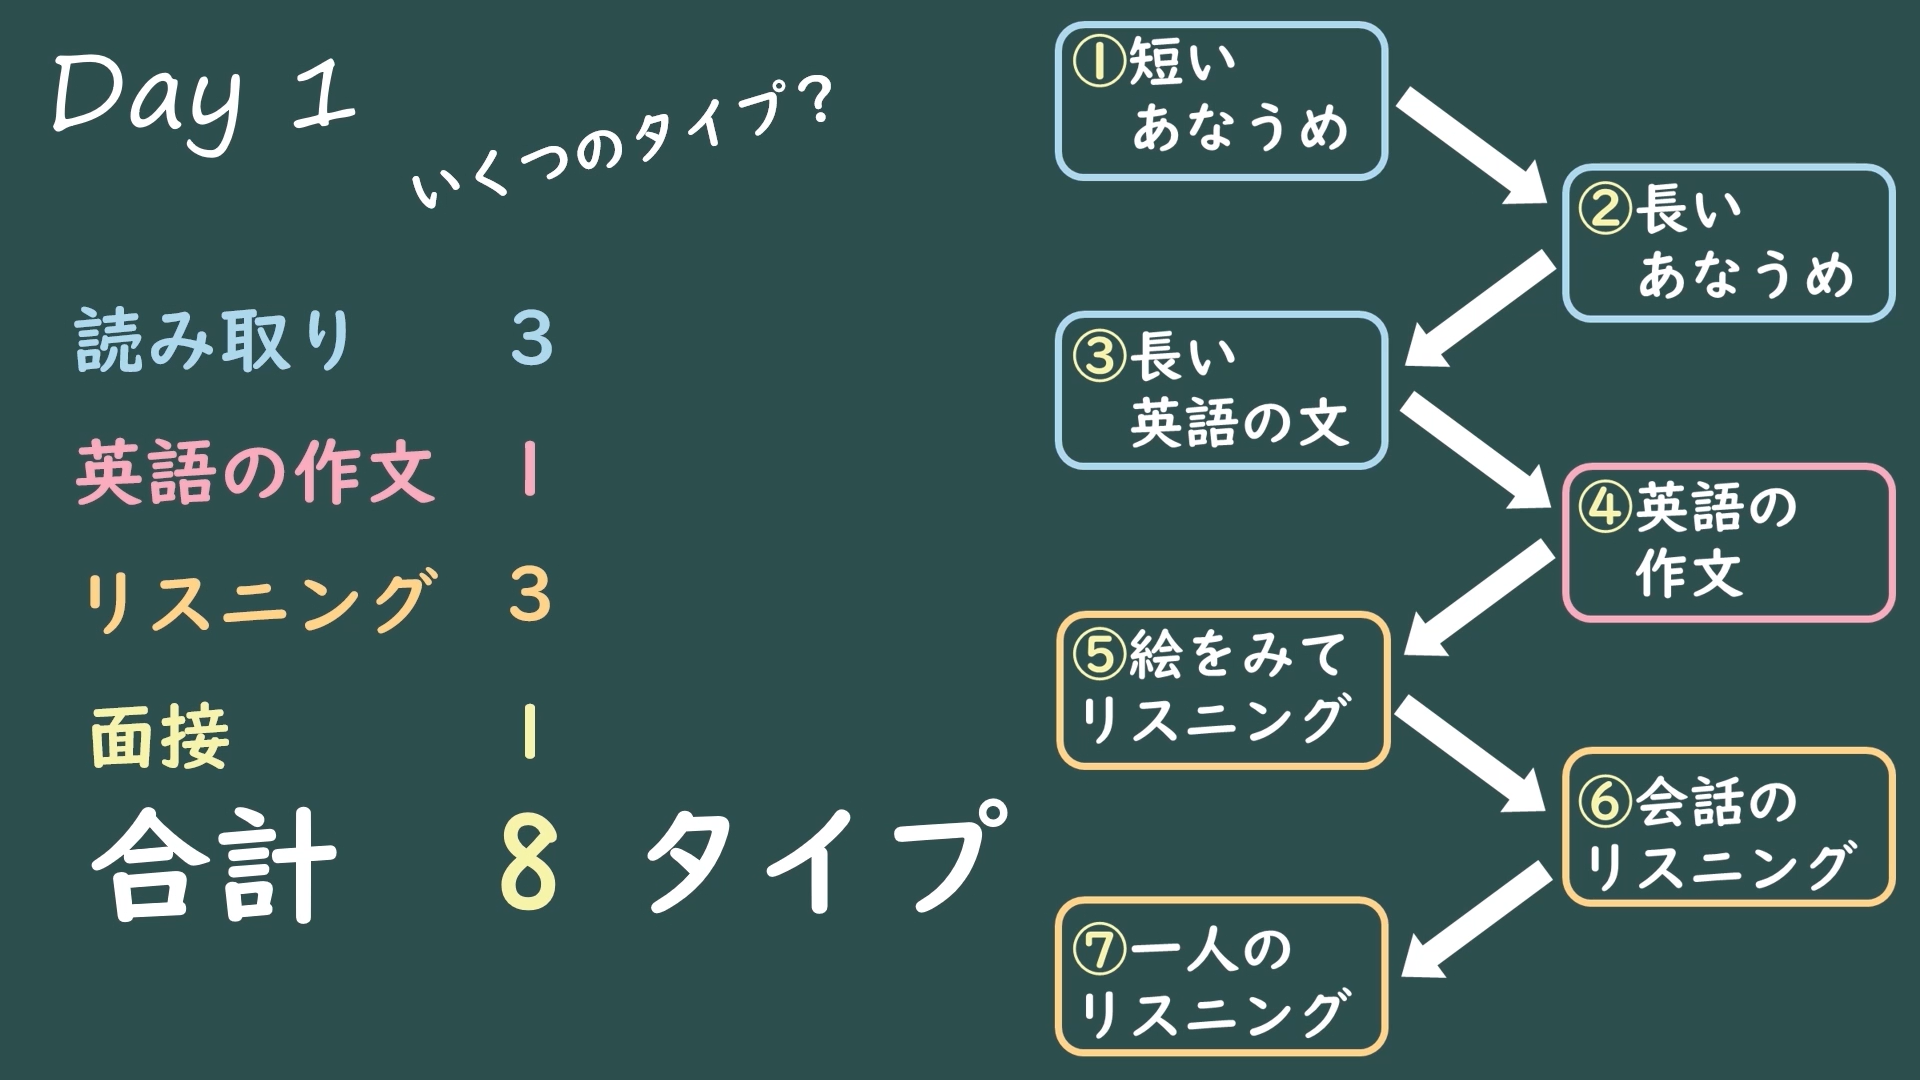 Day 1
いくつのタイプ？
読み取り 3
英語の作文 1
リスニング 3
面接 1
合計 8 タイプ
①短い
あなうめ
②長い
あなうめ
③長い
英語の文
④英語の
作文
⑤絵をみて
リスニング
⑥会話の
リスニング
⑦一人の
リスニング